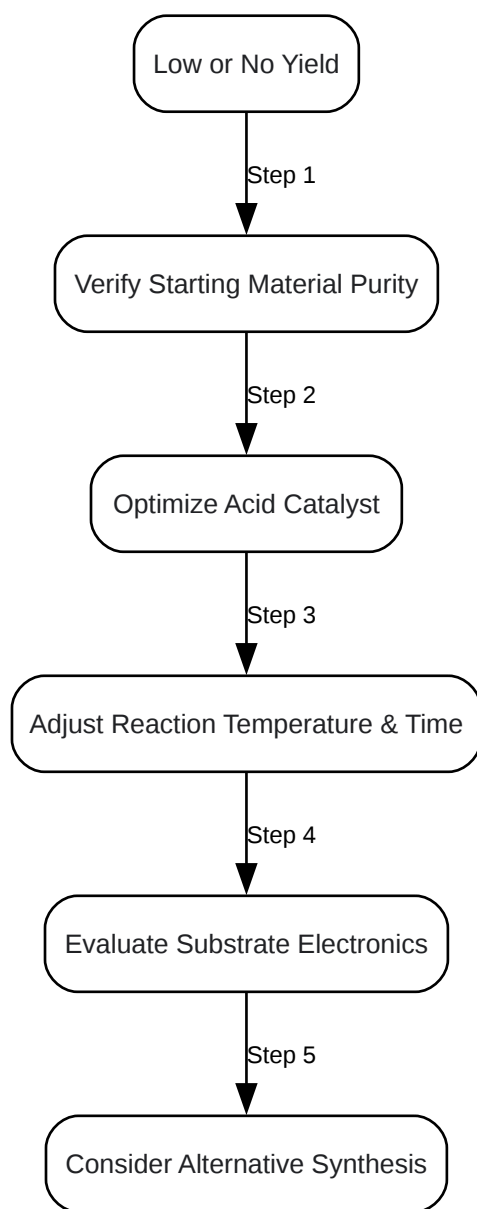 Low or No Yield
Step 1
Verify Starting Material Purity
Step 2
Optimize Acid Catalyst
Step 3
Adjust Reaction Temperature & Time
Step 4
Evaluate Substrate Electronics
Step 5
Consider Alternative Synthesis